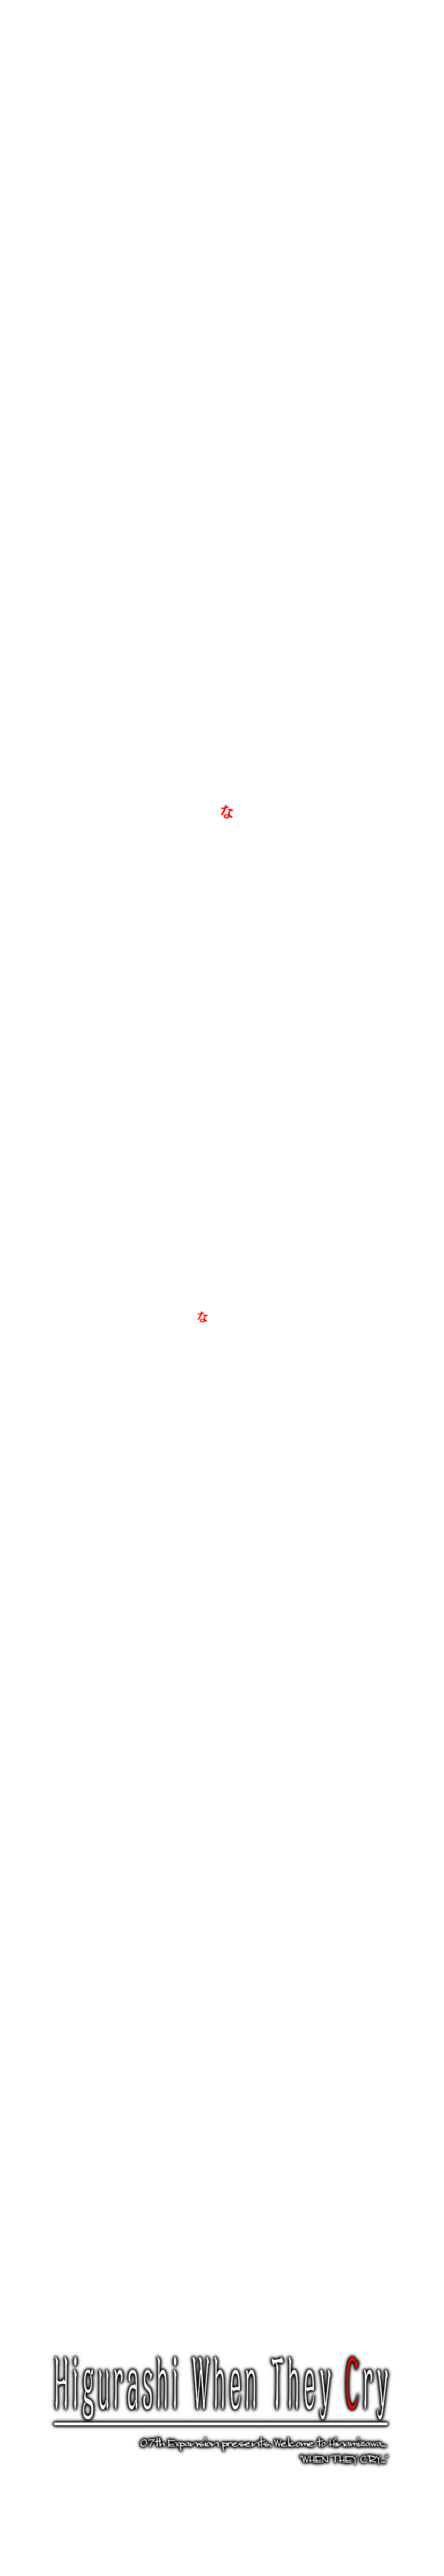 な
な
Higurashi When They Cry
07th Expansion presents. Welcome to Hinamizawa...
"WHEN THEY CRY..."